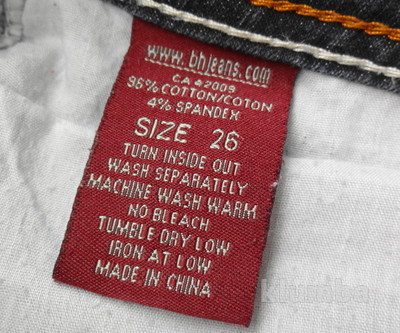 www.bhjeans.com
CA 42009
96% COTTON/COTON
4% SPANDEX
SIZE 26
TURN INSIDE OUT
WASH SEPARATELY
MACHINE WASH WARM
NO BLEACH
TUMBLE DRY LOW
IRON AT LOW
MADE IN CHINA